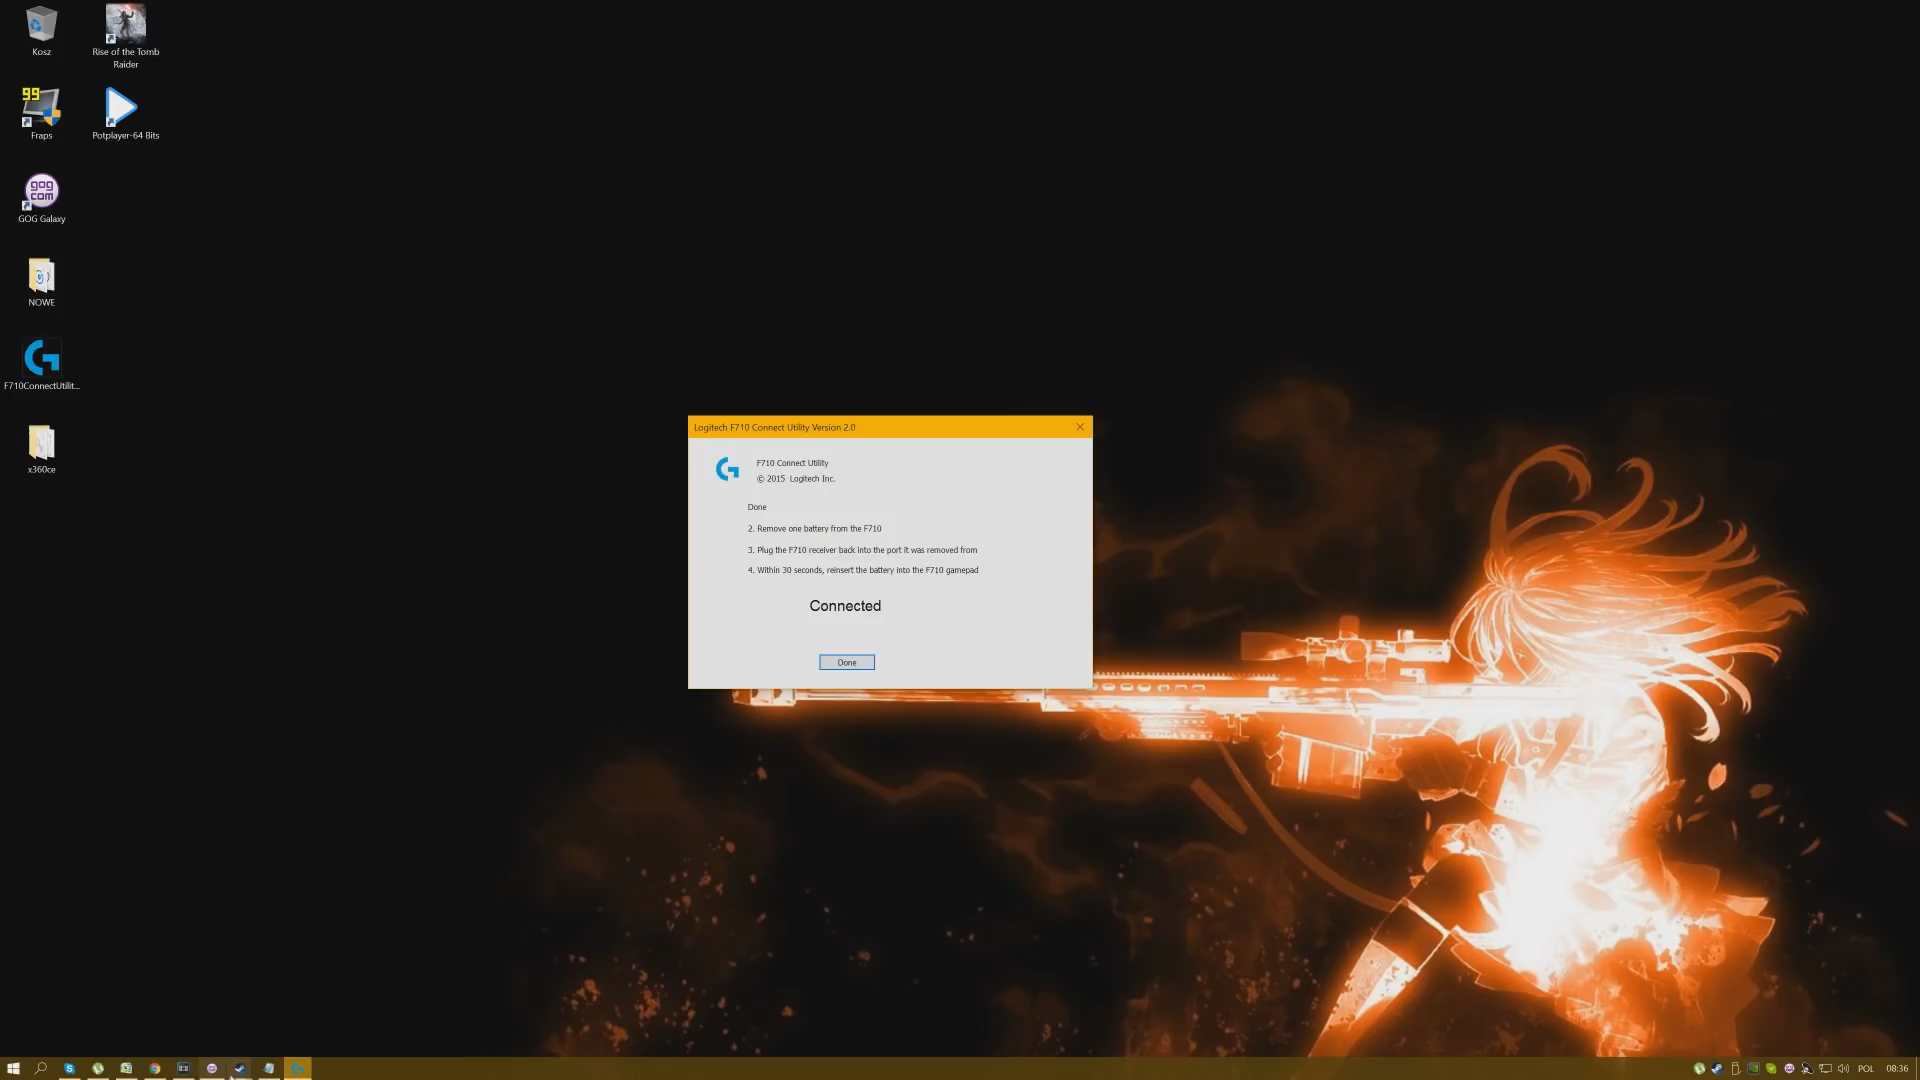 Kosz
Rise of the Tomb
Raider
99
Fraps
Potplayer-64 Bits
gog
com
GOG Galaxy
NOWE
F710ConnectUtilit...
x360ce
Logitech F710 Connect Utility Version 2.0
F710 Connect Utility
© 2015 Logitech Inc.
Done
2. Remove one battery from the F710
3. Plug the F710 receiver back into the port it was removed from
4. Within 30 seconds, reinsert the battery into the F710 gamepad
Connected
Done
POL
08:36